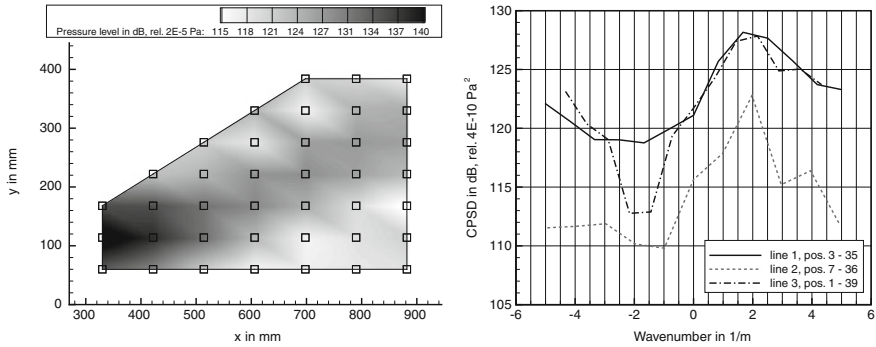 Pressure level in dB, rel. 2E-5 Pa: 115 118 121 124 127 131 134 137 140
y in mm
400
300
200
100
0
300 400 500 600 700 800 900
x in mm
CPSD in dB, rel. 4E-10 Pa²
130
125
120
115
110
105
-6 -4 -2 0 2 4 6
Wavenumber in 1/m
line 1, pos. 3 - 35
line 2, pos. 7 - 36
line 3, pos. 1 - 39